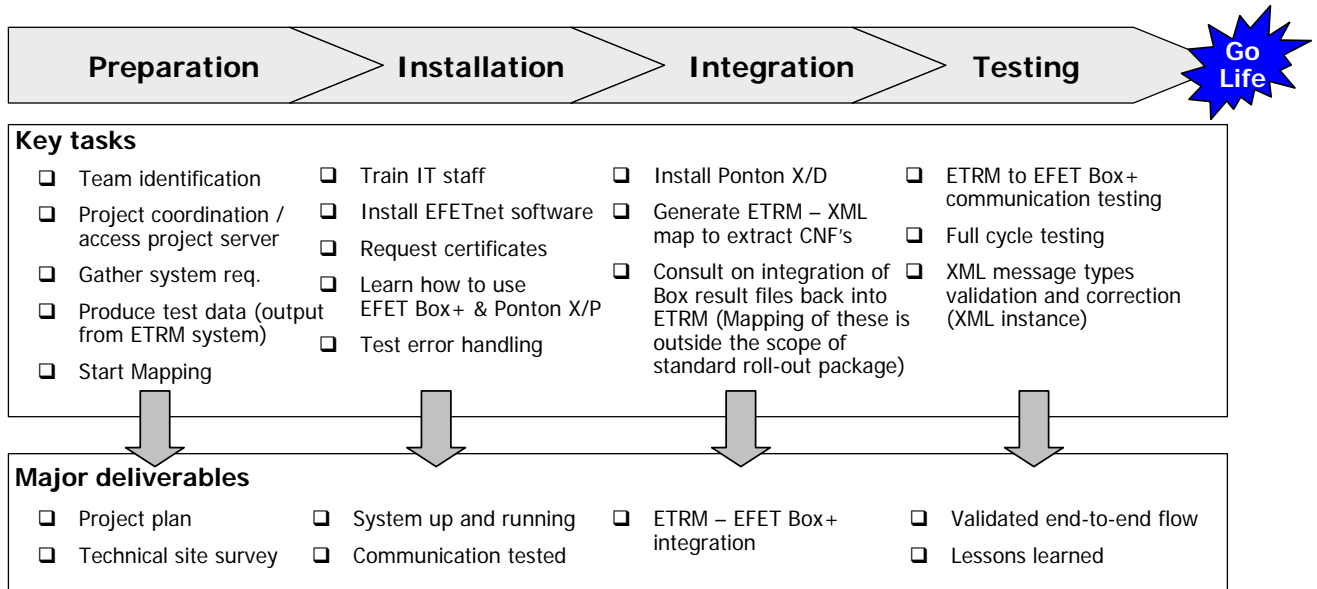 Preparation
Installation
Integration
Testing
Go
Life
Key tasks
Team identification
Project coordination /
access project server
Gather system req.
Produce test data (output
from ETRM system)
Start Mapping
Train IT staff
Install EFETnet software
Request certificates
Learn how to use
EFET Box+ & Ponton X/P
Test error handling
Install Ponton X/D
Generate ETRM – XML
map to extract CNF's
Consult on integration of
Box result files back into
ETRM (Mapping of these is
outside the scope of
standard roll-out package)
ETRM to EFET Box+
communication testing
Full cycle testing
XML message types
validation and correction
(XML instance)
Major deliverables
Project plan
Technical site survey
System up and running
Communication tested
ETRM – EFET Box+
integration
Validated end-to-end flow
Lessons learned